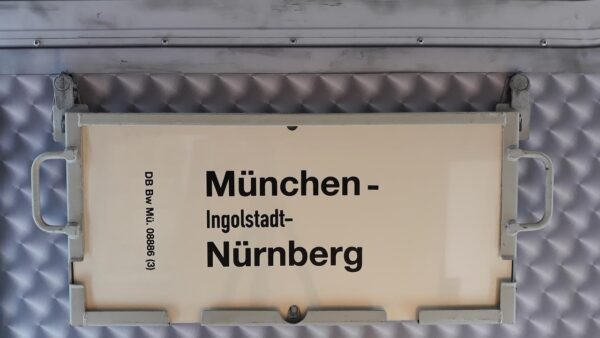 München -
Ingolstadt-
Nürnberg
DB Bw Mü. 08886 (3)